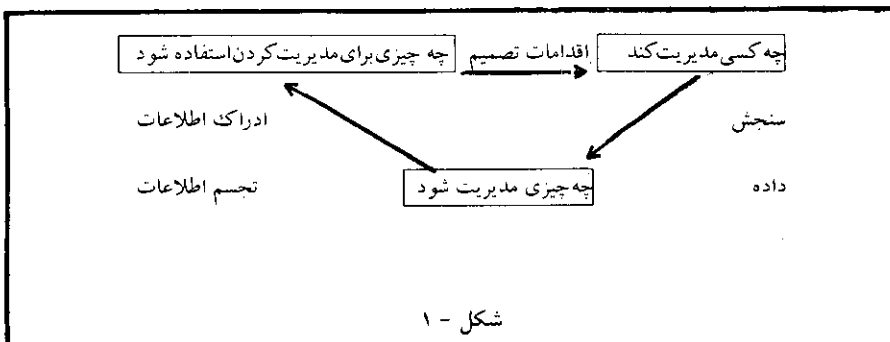 چه کسی مدیریت کند اقدامات تصمیم چه چیزی برای مدیریت کردن استفاده شود
سنجش ادراک اطلاعات
داده چه چیزی مدیریت شود تجسم اطلاعات
شکل - ۱